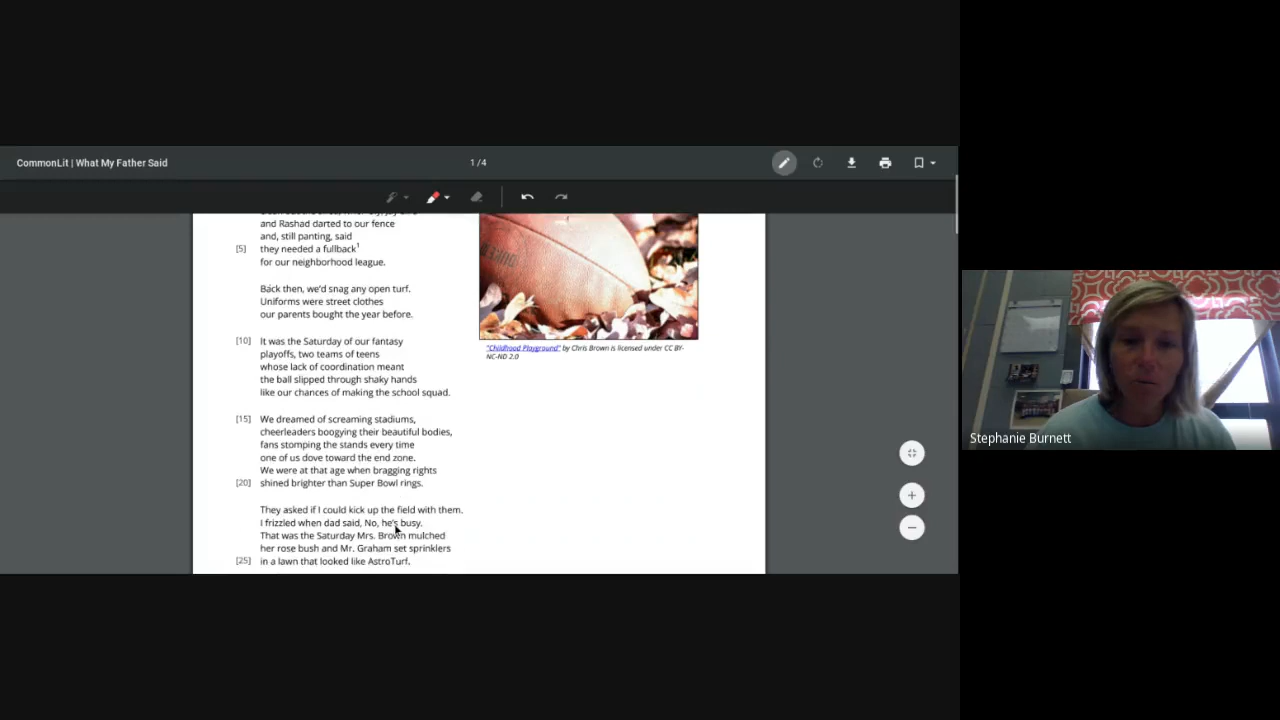 CommonLit | What My Father Said
1 / 4
and Rashad darted to our fence
and, still panting, said
[5] they needed a fullback1
for our neighborhood league.
Back then, we'd snag any open turf.
Uniforms were street clothes
our parents bought the year before.
[10] It was the Saturday of our fantasy
playoffs, two teams of teens
whose lack of coordination meant
the ball slipped through shaky hands
like our chances of making the school squad.
[15] We dreamed of screaming stadiums,
cheerleaders boogying their beautiful bodies,
fans stomping the stands every time
one of us dove toward the end zone.
We were at that age when bragging rights
[20] shined brighter than Super Bowl rings.
They asked if I could kick up the field with them.
I frizzled when dad said, No, he's busy.
That was the Saturday Mrs. Brown mulched
her rose bush and Mr. Graham set sprinklers
[25] in a lawn that looked like AstroTurf.
"Childhood Playground" by Chris Brown is licensed under CC BY-
NC-ND 2.0
Stephanie Burnett